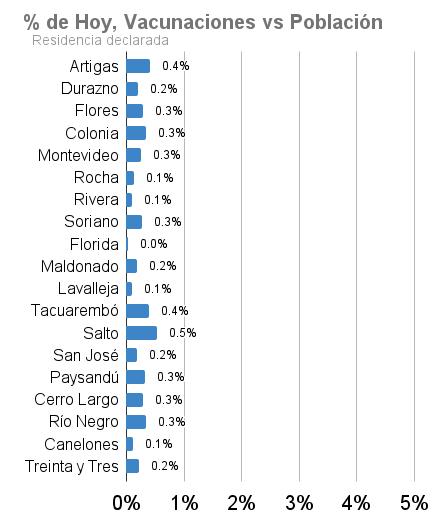 % de Hoy, Vacunaciones vs Población
Residencia declarada
Artigas 0.4%
Durazno 0.2%
Flores 0.3%
Colonia 0.3%
Montevideo 0.3%
Rocha 0.1%
Rivera 0.1%
Soriano 0.3%
Florida 0.0%
Maldonado 0.2%
Lavalleja 0.1%
Tacuarembó 0.4%
Salto 0.5%
San José 0.2%
Paysandú 0.3%
Cerro Largo 0.3%
Río Negro 0.3%
Canelones 0.1%
Treinta y Tres 0.2%
0% 1% 2% 3% 4% 5%